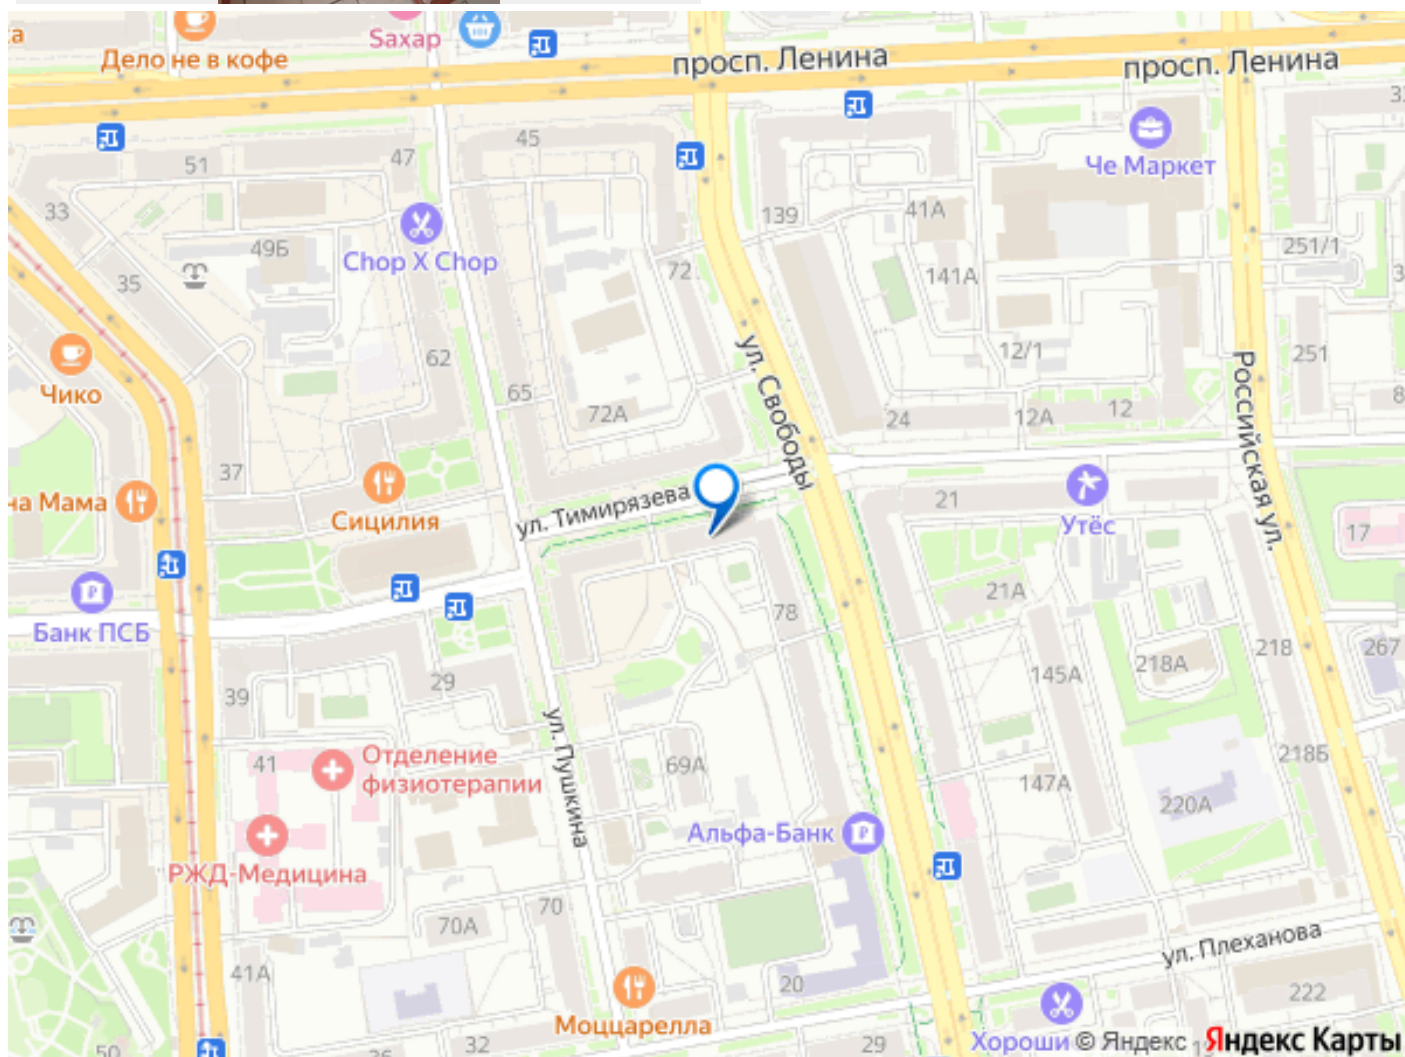 Saxap
Дело не в кофе
просп. Ленина
просп. Ленина
45
47
51
Че Маркет
33
139
41А
49Б
Chop X Chop
72
141А
251/1
35
62
12/1
251
Чико
65
72А
24
12А
12
ул. Свободы
Российская ул.
37
на Мама
Сицилия
ул. Тимирязева
21
Утёс
17
Банк ПСБ
21А
78
29
39
145А
218А
218
267
ул. Пушкина
41
Отделение
физиотерапии
69А
147А
218Б
220А
Альфа-Банк
РЖД-Медицина
70А
70
41А
ул. Плеханова
20
222
Моццарелла
50
32
29
Хороши
© Яндекс
Яндекс Карты